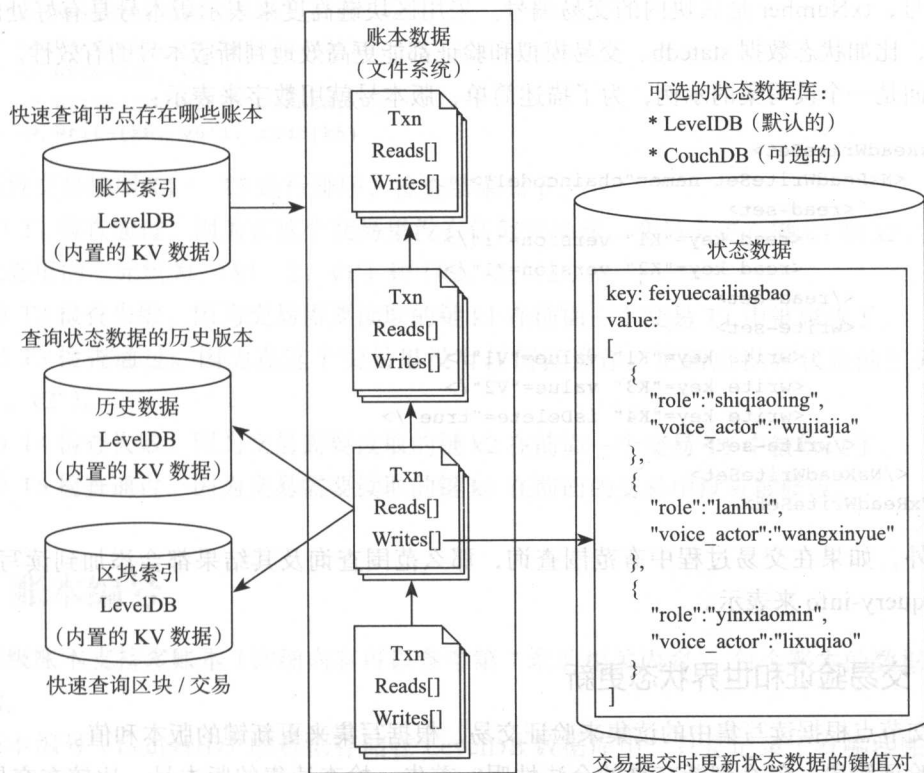 快速查询节点存在哪些账本
账本索引
LevelDB
（内置的 KV 数据）
查询状态数据的历史版本
历史数据
LevelDB
（内置的 KV 数据）
区块索引
LevelDB
（内置的 KV 数据）
快速查询区块 / 交易
账本数据
（文件系统）
Txn
Reads[]
Writes[]
Txn
Reads[]
Writes[]
Txn
Reads[]
Writes[]
Txn
Reads[]
Writes[]
可选的状态数据库：
* LevelDB（默认的）
* CouchDB（可选的）
状态数据
key: feiyuecailingbao
value:
[
{
"role":"shiqiaoling",
"voice_actor":"wujiajia"
},
{
"role":"lanhui",
"voice_actor":"wangxinyue"
},
{
"role":"yinxiaomin",
"voice_actor":"lixuqiao"
}
]
交易提交时更新状态数据的键值对